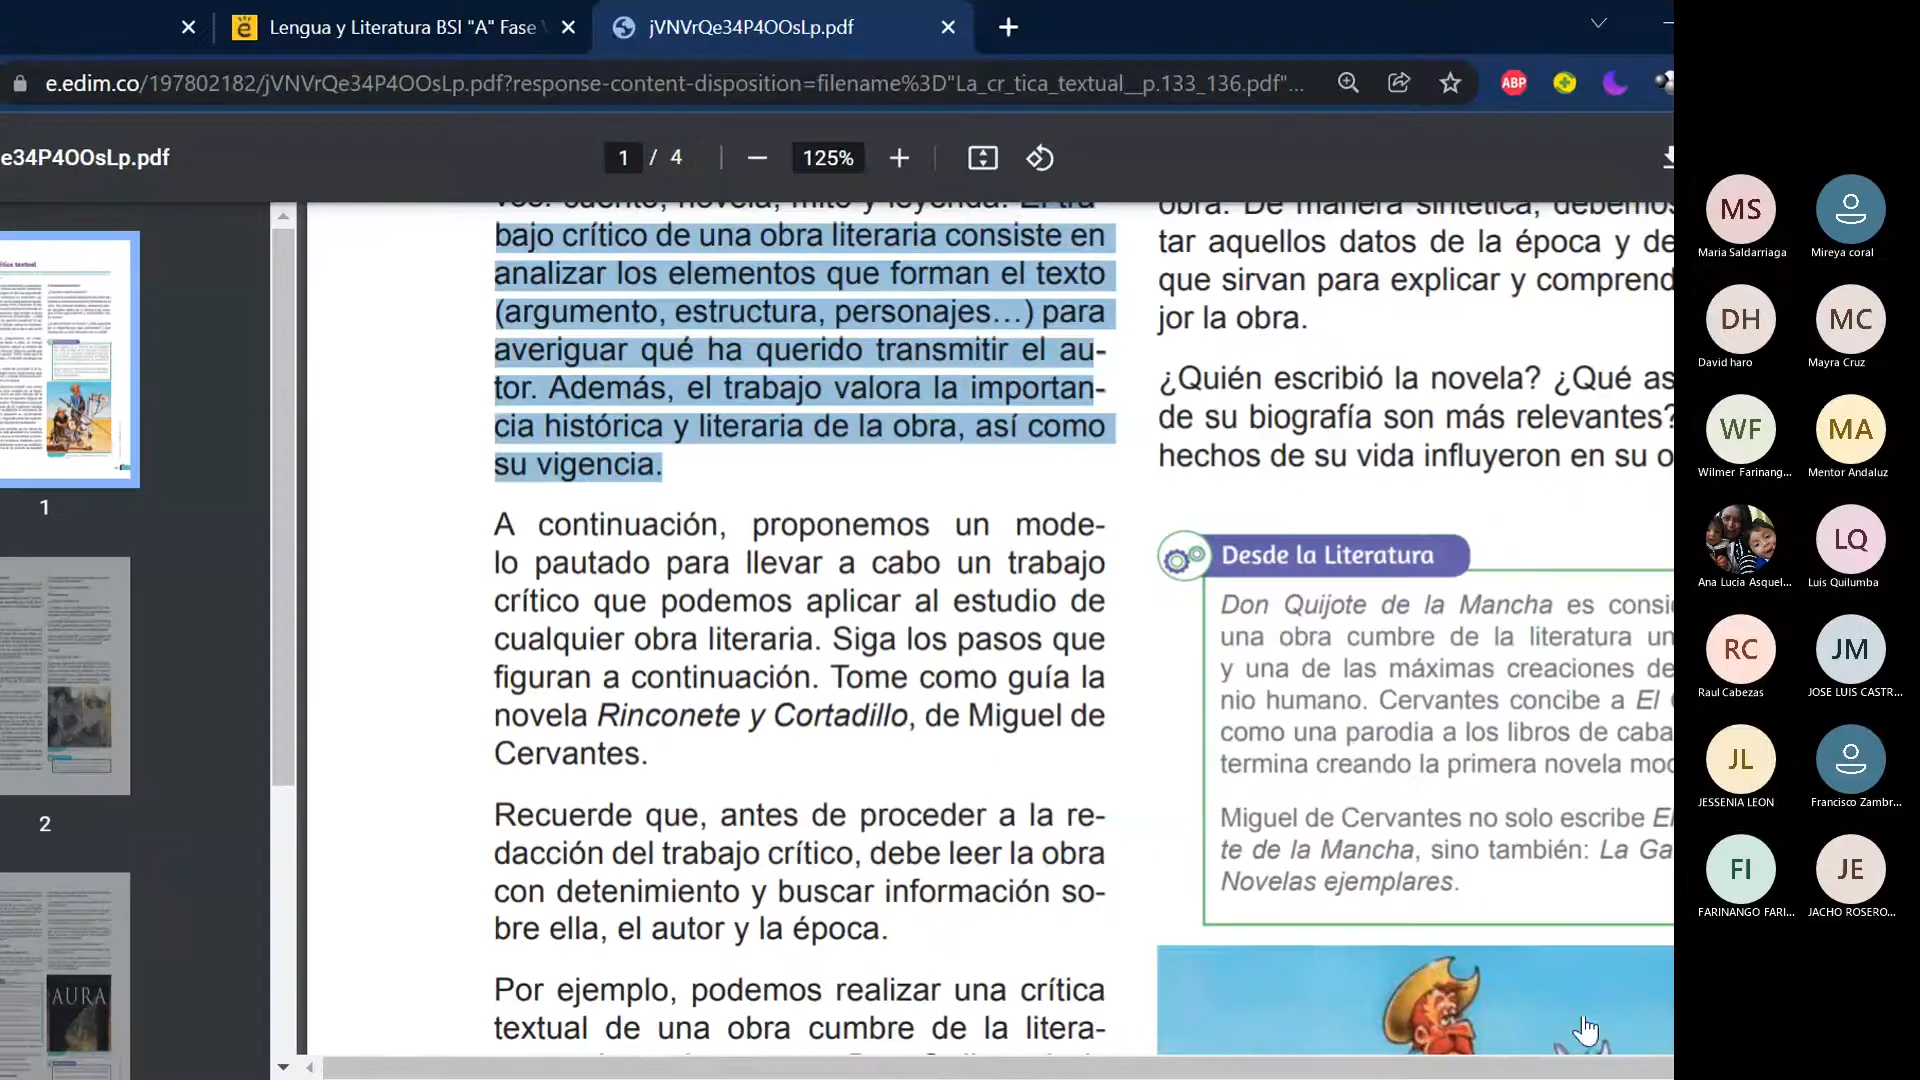 Lengua y Literatura BSI "A" Fase
jVNVrQe34P4OOsLp.pdf
e.edim.co/197802182/jVNVrQe34P4OOsLp.pdf?response-content-disposition=filename%3D"La_cr_tica_textual__p.133_136.pdf"...
ABP
e34P4OOsLp.pdf
1 / 4
125%
ves: cuento, novela, mito y leyenda. El tra-
bajo crítico de una obra literaria consiste en
analizar los elementos que forman el texto
(argumento, estructura, personajes…) para
averiguar qué ha querido transmitir el au-
tor. Además, el trabajo valora la importan-
cia histórica y literaria de la obra, así como
su vigencia.
A continuación, proponemos un mode-
lo pautado para llevar a cabo un trabajo
crítico que podemos aplicar al estudio de
cualquier obra literaria. Siga los pasos que
figuran a continuación. Tome como guía la
novela Rinconete y Cortadillo, de Miguel de
Cervantes.
Recuerde que, antes de proceder a la re-
dacción del trabajo crítico, debe leer la obra
con detenimiento y buscar información so-
bre ella, el autor y la época.
Por ejemplo, podemos realizar una crítica
textual de una obra cumbre de la litera-
obra. De manera sintética, debemos
tar aquellos datos de la época y de
que sirvan para explicar y comprend
jor la obra.
¿Quién escribió la novela? ¿Qué as
de su biografía son más relevantes?
hechos de su vida influyeron en su o
Desde la Literatura
Don Quijote de la Mancha es consi
una obra cumbre de la literatura un
y una de las máximas creaciones de
nio humano. Cervantes concibe a El
como una parodia a los libros de caba
termina creando la primera novela mo
Miguel de Cervantes no solo escribe El
te de la Mancha, sino también: La Ga
Novelas ejemplares.
1
2
AURA
MS
Maria Saldarriaga
Mireya coral
DH
David haro
MC
Mayra Cruz
WF
Wilmer Farinang...
MA
Mentor Andaluz
Ana Lucia Asquel...
LQ
Luis Quilumba
RC
Raul Cabezas
JM
JOSE LUIS CASTR...
JL
JESSENIA LEON
Francisco Zambr...
FI
FARINANGO FARI...
JE
JACHO ROSERO...